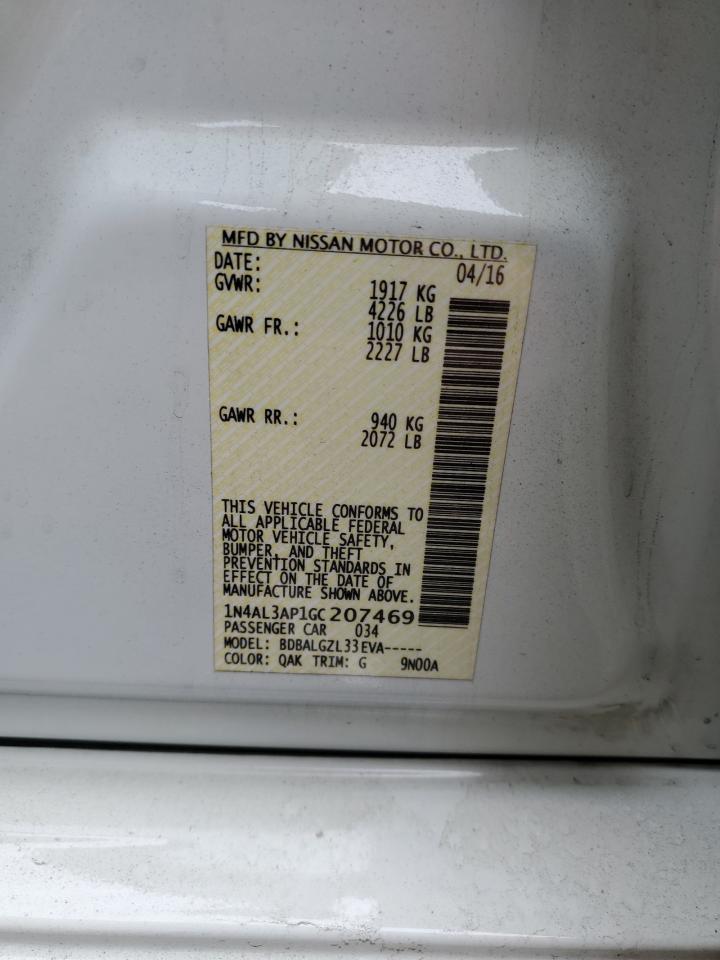 MFD BY NISSAN MOTOR CO., LTD.
DATE: 04/16
GVWR: 1917 KG
4226 LB
GAWR FR.: 1010 KG
2227 LB
GAWR RR.: 940 KG
2072 LB
THIS VEHICLE CONFORMS TO
ALL APPLICABLE FEDERAL
MOTOR VEHICLE SAFETY,
BUMPER, AND THEFT
PREVENTION STANDARDS IN
EFFECT ON THE DATE OF
MANUFACTURE SHOWN ABOVE.
1N4AL3AP1GC207469
PASSENGER CAR 034
MODEL: BDBALGZL33EVA-----
COLOR: QAK TRIM: G 9N00A